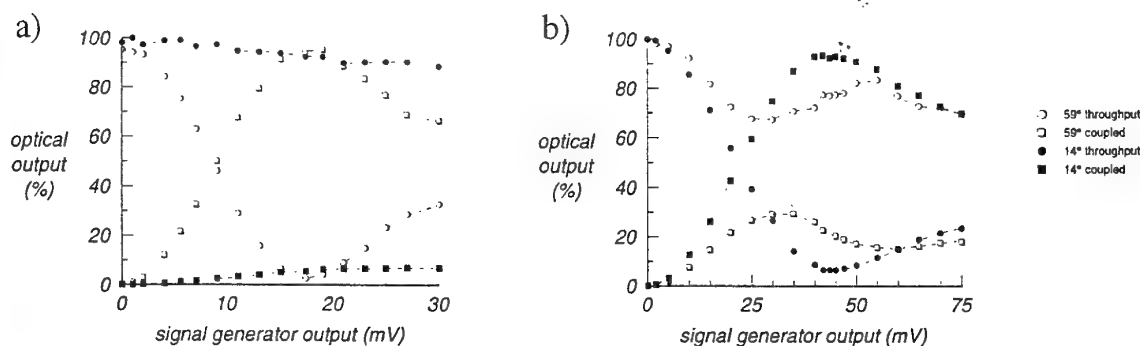 a)
100
80
60
40
20
0
optical
output
(%)
0 10 20 30
signal generator output (mV)
b)
100
80
60
40
20
0
optical
output
(%)
0 25 50 75
signal generator output (mV)
59° throughput
59° coupled
14° throughput
14° coupled